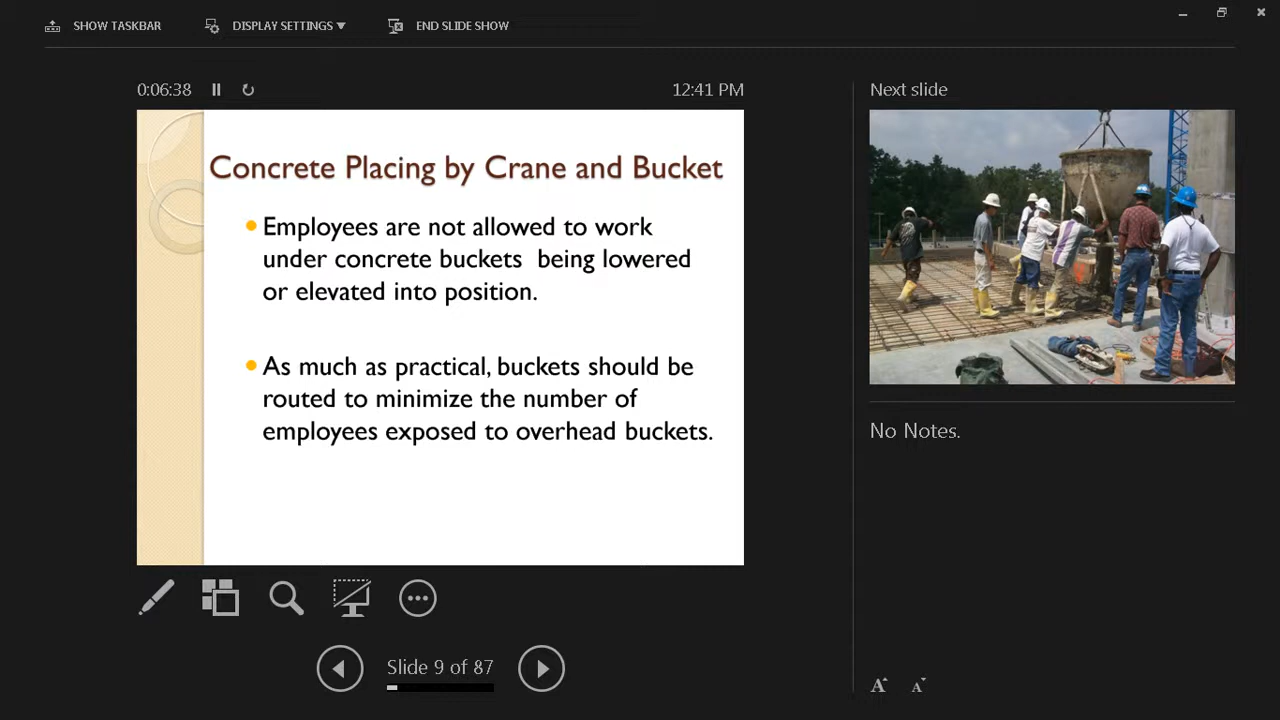 SHOW TASKBAR DISPLAY SETTINGS END SLIDE SHOW
0:06:38 12:41 PM
Concrete Placing by Crane and Bucket
Employees are not allowed to work
under concrete buckets being lowered
or elevated into position.
As much as practical, buckets should be
routed to minimize the number of
employees exposed to overhead buckets.
Slide 9 of 87
Next slide
No Notes.
A A